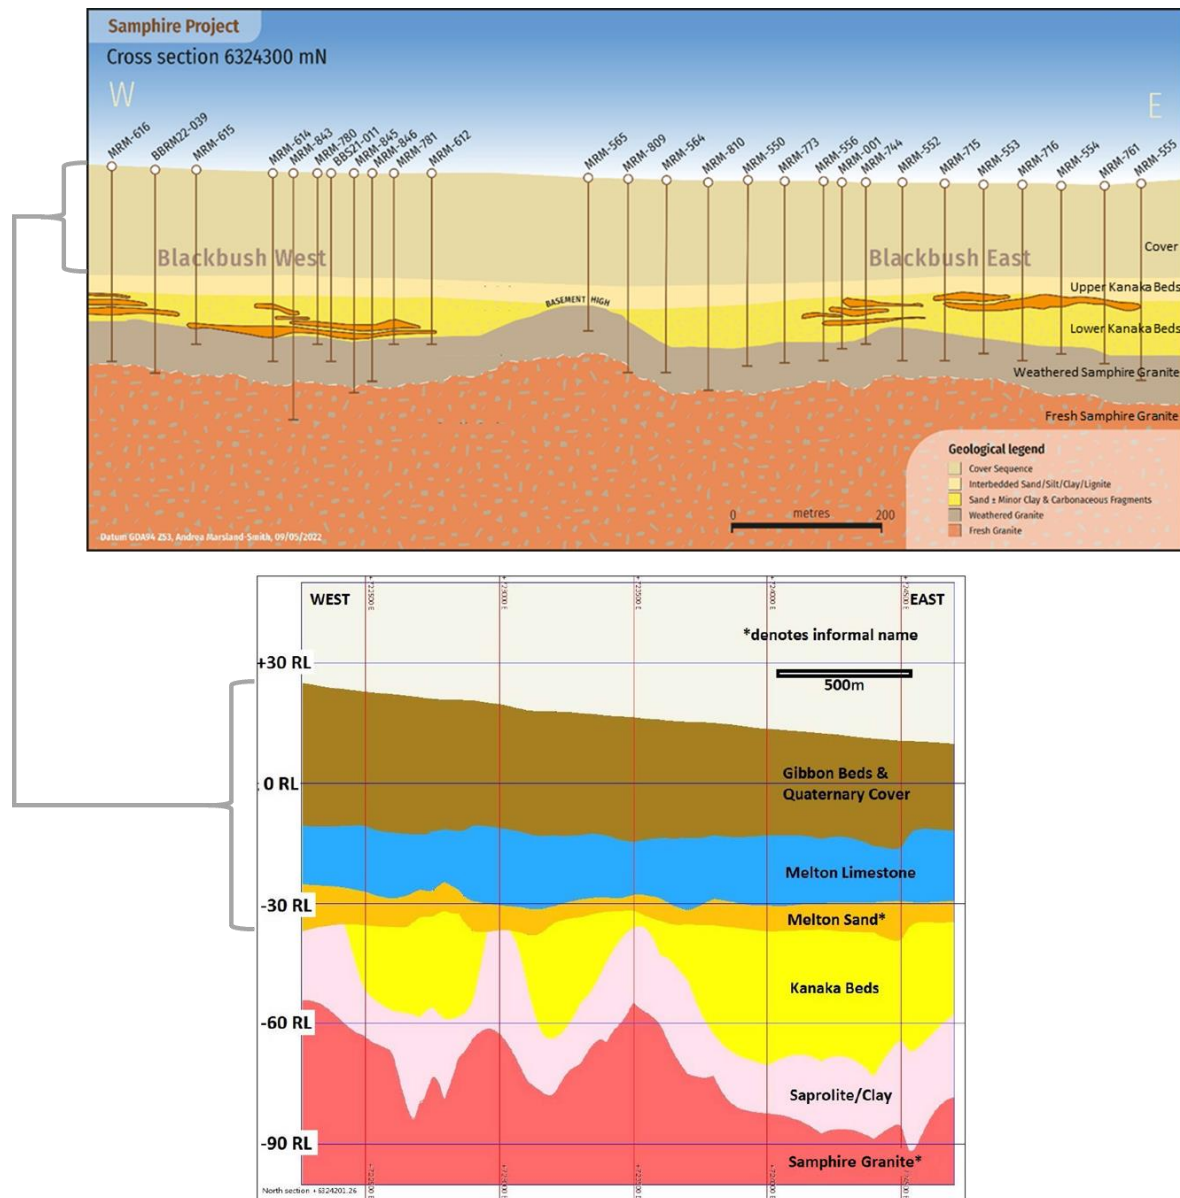 Samphire Project
Cross section 6324300 mN
W
E
MRM-616
BBRM22-039
MRM-615
MRM-614
MRM-843
MRM-780
BBS21-011
MRM-845
MRM-846
MRM-781
MRM-612
MRM-565
MRM-809
MRM-564
MRM-810
MRM-550
MRM-773
MRM-556
MRM-001
MRM-744
MRM-552
MRM-715
MRM-553
MRM-716
MRM-554
MRM-761
MRM-555
Blackbush West
Blackbush East
Cover
Upper Kanaka Beds
BASEMENT HIGH
Lower Kanaka Beds
Weathered Samphire Granite
Fresh Samphire Granite
Geological legend
Cover Sequence
Interbedded Sand/Silt/Clay/Lignite
Sand ± Minor Clay & Carbonaceous Fragments
Weathered Granite
Fresh Granite
0 metres 200
Datum GDA94 Z53, Andrea Marsland-Smith, 09/05/2022
WEST
EAST
*denotes informal name
+30 RL
500m
Gibbon Beds &
Quaternary Cover
0 RL
Melton Limestone
-30 RL
Melton Sand*
Kanaka Beds
-60 RL
Saprolite/Clay
-90 RL
Samphire Granite*
North section + 6324201.26